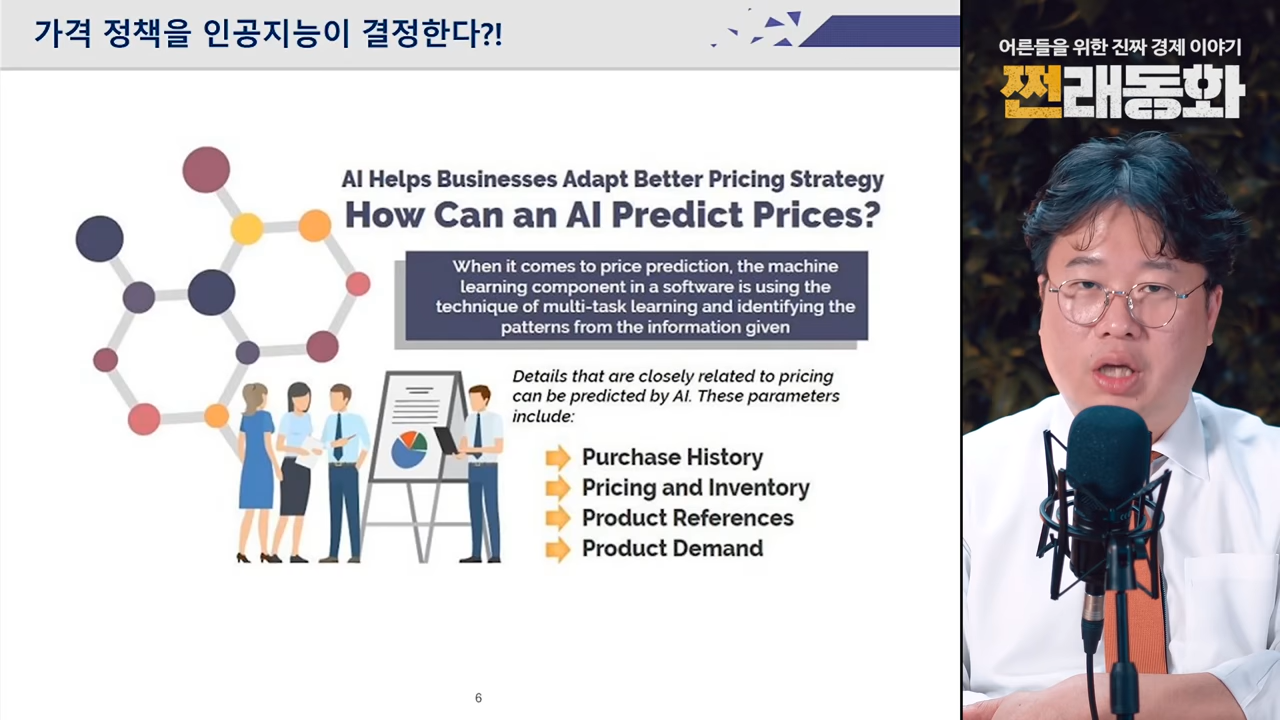 가격 정책을 인공지능이 결정한다?!
어른들을 위한 진짜 경제 이야기
쩐래동화
AI Helps Businesses Adapt Better Pricing Strategy
How Can an AI Predict Prices?
When it comes to price prediction, the machine
learning component in a software is using the
technique of multi-task learning and identifying the
patterns from the information given
Details that are closely related to pricing
can be predicted by AI. These parameters
include:
Purchase History
Pricing and Inventory
Product References
Product Demand
6